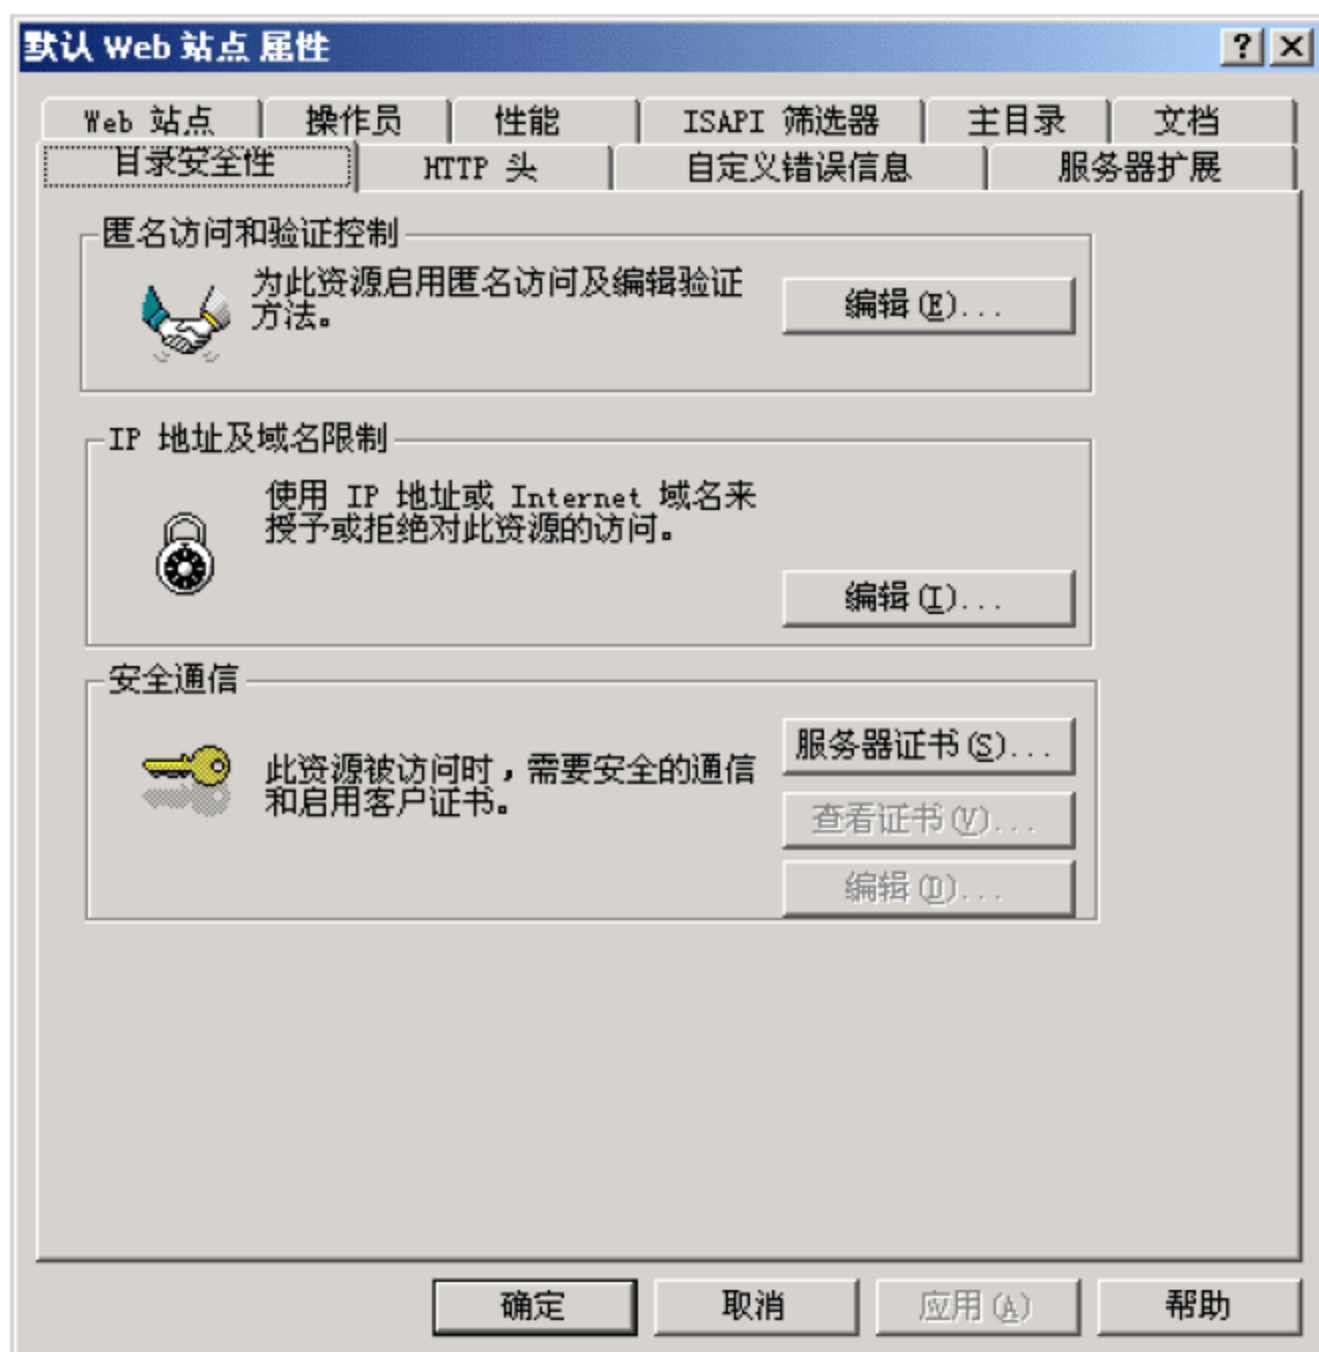 默认 Web 站点 属性
Web 站点 操作员 性能 ISAPI 筛选器 主目录 文档
目录安全性 HTTP 头 自定义错误信息 服务器扩展
匿名访问和验证控制
为此资源启用匿名访问及编辑验证
方法。
编辑(E)...
IP 地址及域名限制
使用 IP 地址或 Internet 域名来
授予或拒绝对此资源的访问。
编辑(I)...
安全通信
此资源被访问时，需要安全的通信
和启用客户证书。
服务器证书(S)...
查看证书(V)...
编辑(D)...
确定 取消 应用(A) 帮助